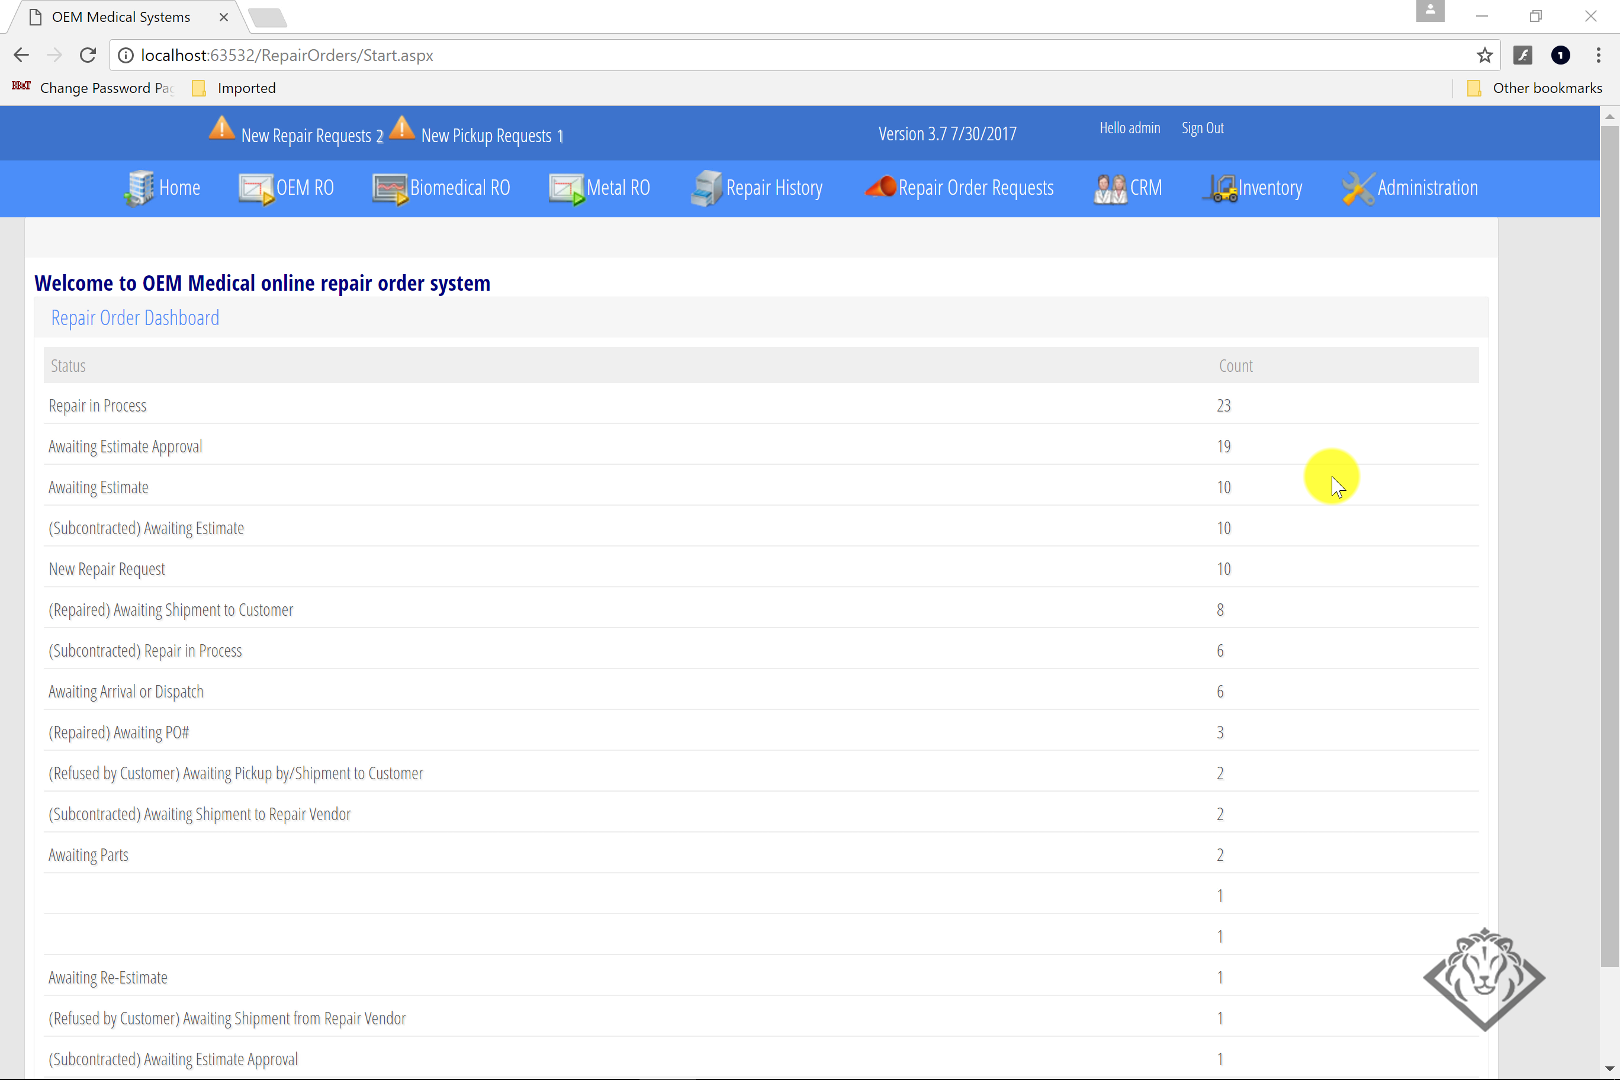 OEM Medical Systems
localhost:63532/RepairOrders/Start.aspx
BB&T Change Password Pag Imported Other bookmarks
New Repair Requests 2 New Pickup Requests 1 Version 3.7 7/30/2017 Hello admin Sign Out
Home OEM RO Biomedical RO Metal RO Repair History Repair Order Requests CRM Inventory Administration
Welcome to OEM Medical online repair order system
Repair Order Dashboard
Status Count
Repair in Process 23
Awaiting Estimate Approval 19
Awaiting Estimate 10
(Subcontracted) Awaiting Estimate 10
New Repair Request 10
(Repaired) Awaiting Shipment to Customer 8
(Subcontracted) Repair in Process 6
Awaiting Arrival or Dispatch 6
(Repaired) Awaiting PO# 3
(Refused by Customer) Awaiting Pickup by/Shipment to Customer 2
(Subcontracted) Awaiting Shipment to Repair Vendor 2
Awaiting Parts 2
1
1
Awaiting Re-Estimate 1
(Refused by Customer) Awaiting Shipment from Repair Vendor 1
(Subcontracted) Awaiting Estimate Approval 1